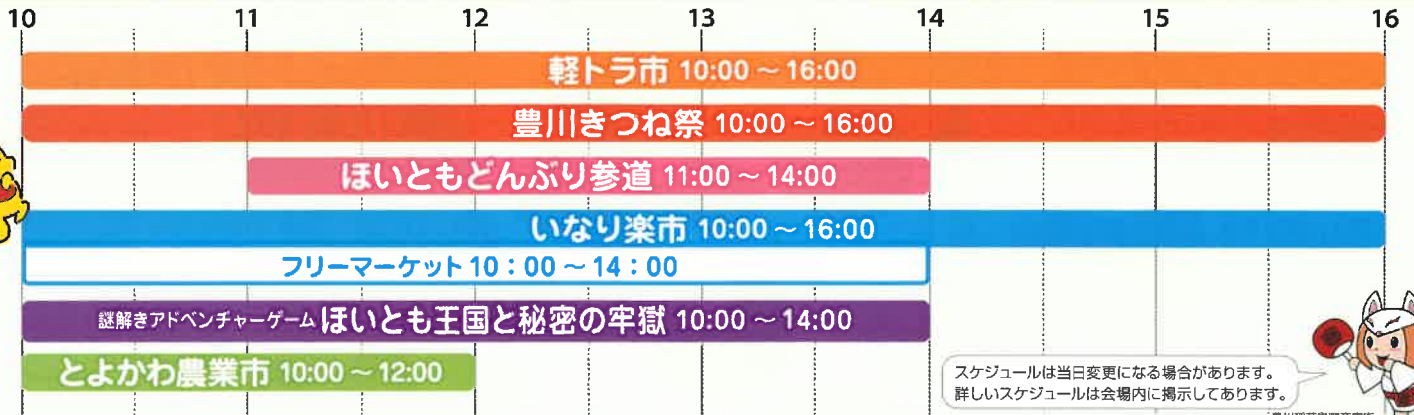 10 11 12 13 14 15 16
軽トラ市 10:00 ~ 16:00
豊川きつね祭 10:00 ~ 16:00
ほいともどんぶり参道 11:00 ~ 14:00
いなり楽市 10:00 ~ 16:00
フリーマーケット 10：00 ~ 14：00
謎解きアドベンチャーゲーム ほいとも王国と秘密の牢獄 10:00 ~ 14:00
とよかわ農業市 10:00 ~ 12:00
スケジュールは当日変更になる場合があります。
詳しいスケジュールは会場内に掲示してあります。